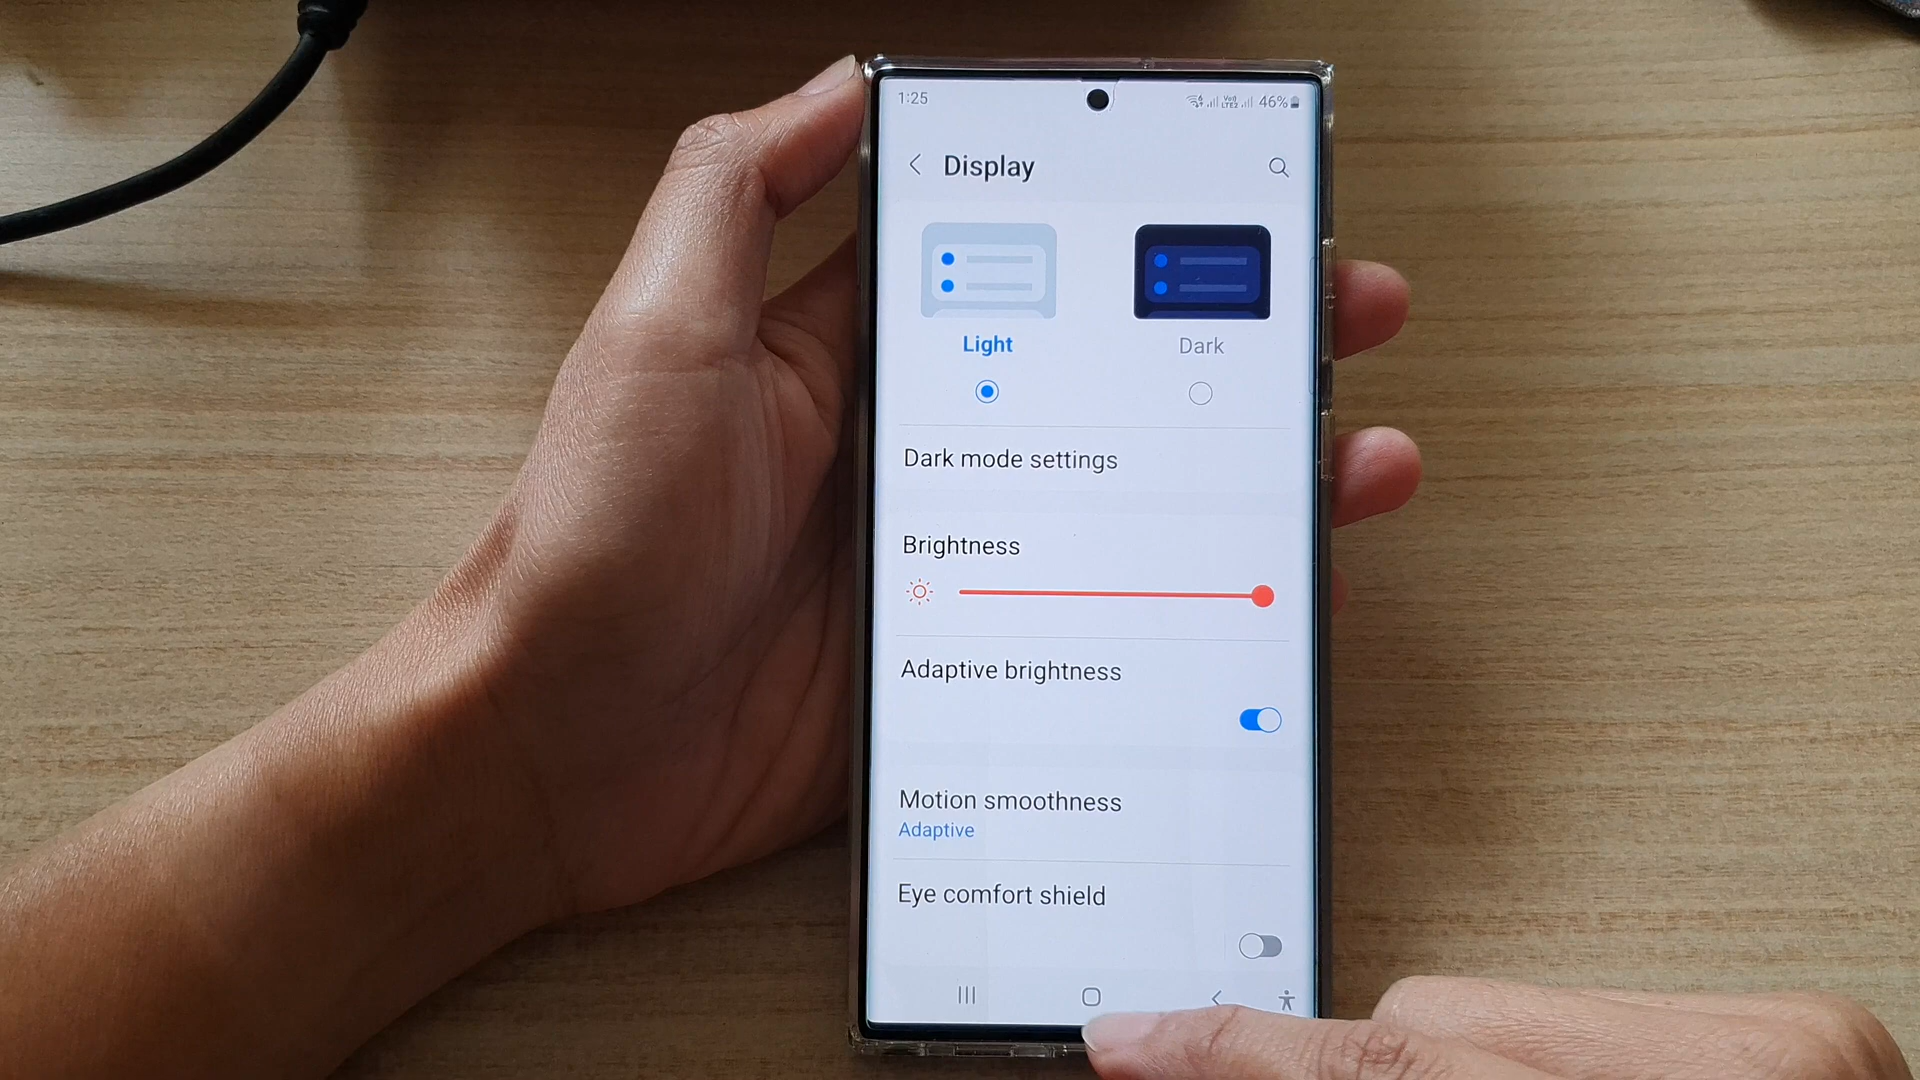 1:25
46%
Display
Light
Dark
Dark mode settings
Brightness
Adaptive brightness
Motion smoothness
Adaptive
Eye comfort shield